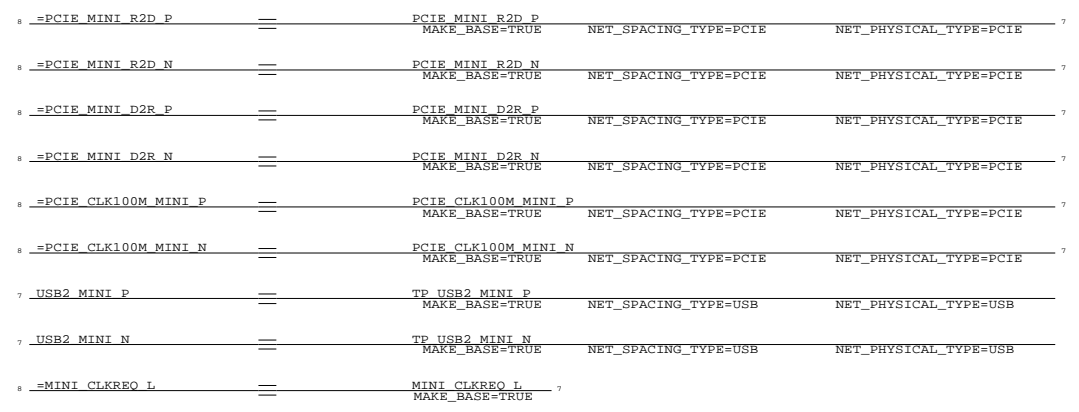 8 =PCIE_MINI_R2D_P PCIE_MINI_R2D_P 7
MAKE_BASE=TRUE NET_SPACING_TYPE=PCIE NET_PHYSICAL_TYPE=PCIE
8 =PCIE_MINI_R2D_N PCIE_MINI_R2D_N 7
MAKE_BASE=TRUE NET_SPACING_TYPE=PCIE NET_PHYSICAL_TYPE=PCIE
8 =PCIE_MINI_D2R_P PCIE_MINI_D2R_P 7
MAKE_BASE=TRUE NET_SPACING_TYPE=PCIE NET_PHYSICAL_TYPE=PCIE
8 =PCIE_MINI_D2R_N PCIE_MINI_D2R_N 7
MAKE_BASE=TRUE NET_SPACING_TYPE=PCIE NET_PHYSICAL_TYPE=PCIE
8 =PCIE_CLK100M_MINI_P PCIE_CLK100M_MINI_P 7
MAKE_BASE=TRUE NET_SPACING_TYPE=PCIE NET_PHYSICAL_TYPE=PCIE
8 =PCIE_CLK100M_MINI_N PCIE_CLK100M_MINI_N 7
MAKE_BASE=TRUE NET_SPACING_TYPE=PCIE NET_PHYSICAL_TYPE=PCIE
7 USB2_MINI_P TP_USB2_MINI_P
MAKE_BASE=TRUE NET_SPACING_TYPE=USB NET_PHYSICAL_TYPE=USB
7 USB2_MINI_N TP_USB2_MINI_N
MAKE_BASE=TRUE NET_SPACING_TYPE=USB NET_PHYSICAL_TYPE=USB
8 =MINI_CLKREQ_L MINI_CLKREQ_L 7
MAKE_BASE=TRUE